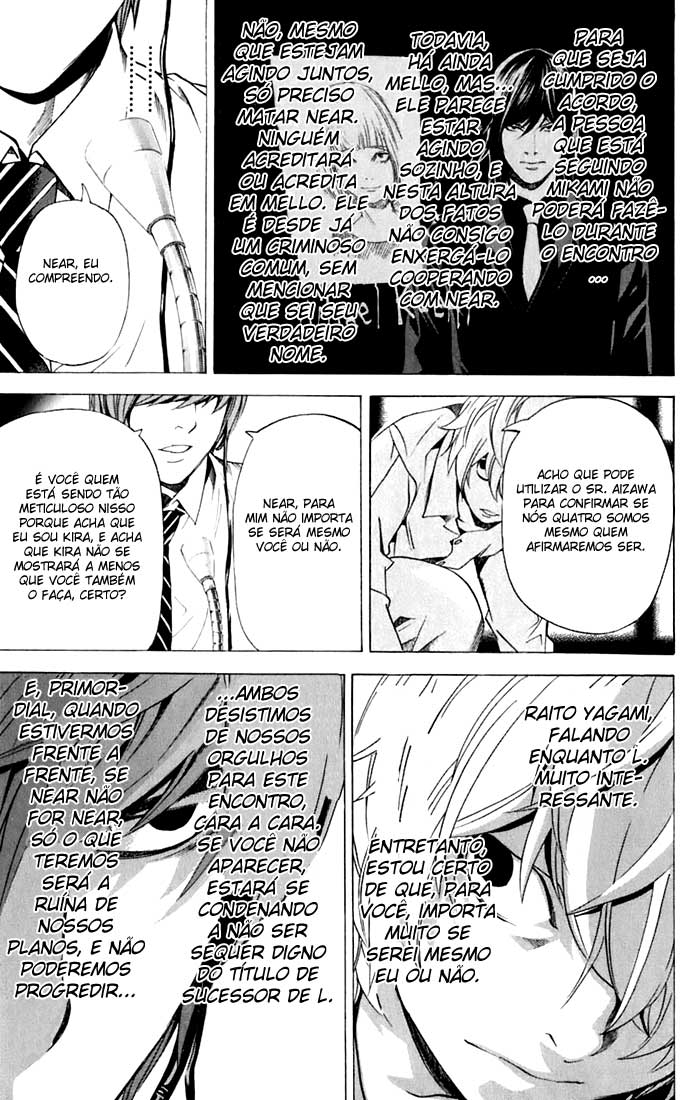 PARA
QUE SEJA
CUMPRIDO O
ACORDO,
A PESSOA
QUE ESTÁ
SEGUINDO
MIKAMI NÃO
PODERÁ FAZÊ-
LO DURANTE
O ENCONTRO
...
TODAVIA,
HÁ AINDA
MELLO, MAS...
ELE PARECE
ESTAR
AGINDO
SOZINHO, E
NESTA ALTURA
DOS FATOS
NÃO CONSIGO
ENXERGÁ-LO
COOPERANDO
COM NEAR.
NÃO, MESMO
QUE ESTEJAM
AGINDO JUNTOS,
SÓ PRECISO
MATAR NEAR.
NINGUÉM
ACREDITARÁ
OU ACREDITA
EM MELLO. ELE
É DESDE JÁ
UM CRIMINOSO
COMUM, SEM
MENCIONAR
QUE SEI SEU
VERDADEIRO
NOME.
NEAR, EU
COMPREENDO.
ACHO QUE PODE
UTILIZAR O SR. AIZAWA
PARA CONFIRMAR SE
NÓS QUATRO SOMOS
MESMO QUEM
AFIRMAREMOS SER.
NEAR, PARA
MIM NÃO IMPORTA
SE SERÁ MESMO
VOCÊ OU NÃO.
É VOCÊ QUEM
ESTÁ SENDO TÃO
METICULOSO NISSO
PORQUE ACHA QUE
EU SOU KIRA, E ACHA
QUE KIRA NÃO SE
MOSTRARÁ A MENOS
QUE VOCÊ TAMBÉM
O FAÇA, CERTO?
RAITO YAGAMI,
FALANDO
ENQUANTO L.
MUITO INTE-
RESSANTE.
ENTRETANTO,
ESTOU CERTO
DE QUE, PARA
VOCÊ, IMPORTA
MUITO SE
SEREI MESMO
EU OU NÃO.
...AMBOS
DESISTIMOS
DE NOSSOS
ORGULHOS
PARA ESTE
ENCONTRO,
CARA A CARA.
SE VOCÊ NÃO
APARECER,
ESTARÁ SE
CONDENANDO
A NÃO SER
SEQUER DIGNO
DO TÍTULO DE
SUCESSOR DE L.
E, PRIMOR-
DIAL, QUANDO
ESTIVERMOS
FRENTE A
FRENTE, SE
NEAR NÃO
FOR NEAR,
SÓ O QUE
TEREMOS
SERÁ A
RUÍNA DE
NOSSOS
PLANOS, E NÃO
PODEREMOS
PROGREDIR...